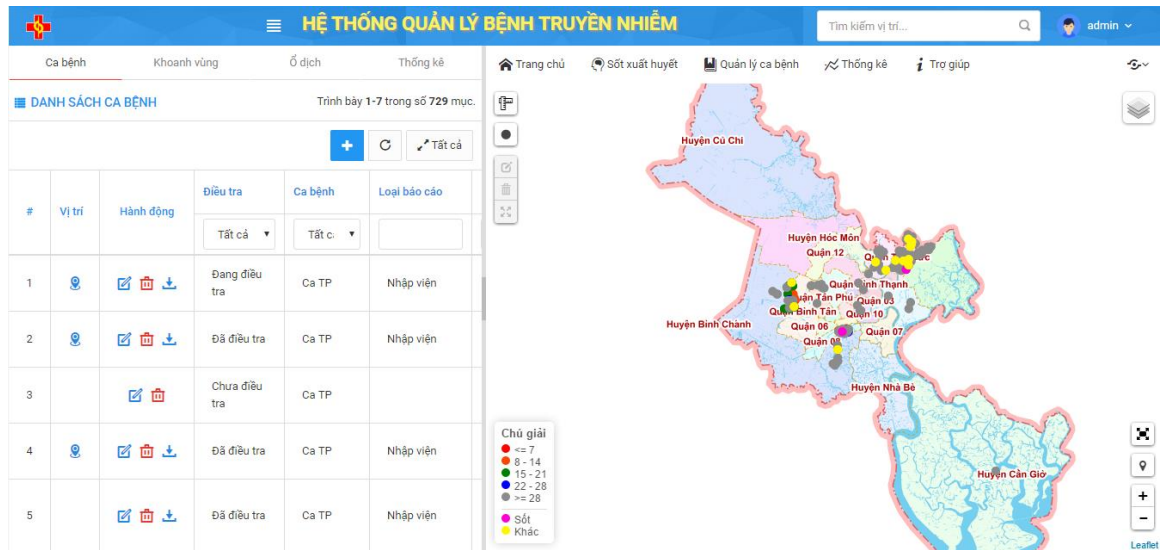 HỆ THỐNG QUẢN LÝ BỆNH TRUYỀN NHIỄM
Tìm kiếm vị trí...
admin
Ca bệnh
Khoanh vùng
Ổ dịch
Thống kê
Trang chủ
Sốt xuất huyết
Quản lý ca bệnh
Thống kê
Trợ giúp
DANH SÁCH CA BỆNH
Trình bày 1-7 trong số 729 mục.
Tất cả
# Vị trí Hành động Điều tra Ca bệnh Loại báo cáo
Tất cả Tất c
1 Đang điều tra Ca TP Nhập viện
2 Đã điều tra Ca TP Nhập viện
3 Chưa điều tra Ca TP
4 Đã điều tra Ca TP Nhập viện
5 Đã điều tra Ca TP Nhập viện
Huyện Củ Chi
Huyện Hóc Môn
Quận 12
Quận Tân Phú
Quận 03
Quận Bình Tân
Quận 10
Huyện Bình Chánh
Quận 06
Quận 07
Huyện Nhà Bè
Huyện Cần Giờ
Chú giải
<= 7
8 - 14
15 - 21
22 - 28
>= 28
Sốt
Khác
+
−
Leaflet